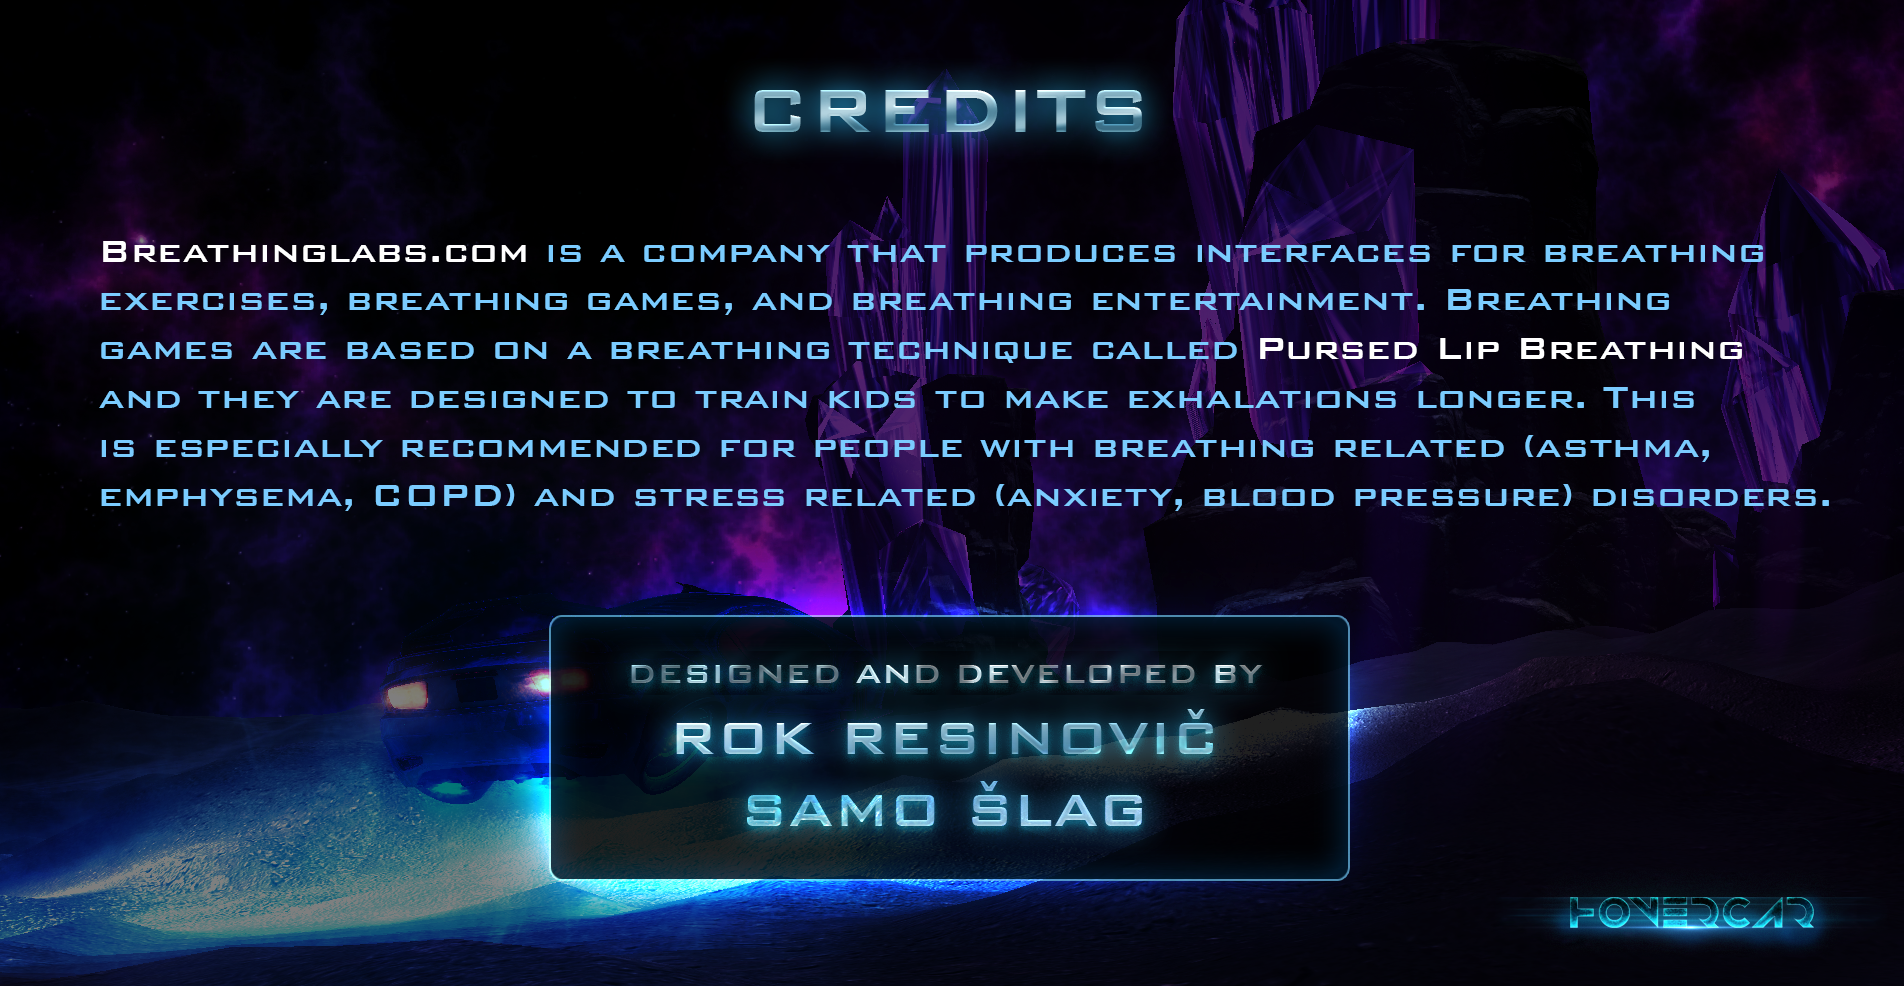 CREDITS
Breathinglabs.com is a company that produces interfaces for breathing
exercises, breathing games, and breathing entertainment. Breathing
games are based on a breathing technique called Pursed Lip Breathing
and they are designed to train kids to make exhalations longer. This
is especially recommended for people with breathing related (asthma,
emphysema, COPD) and stress related (anxiety, blood pressure) disorders.
DESIGNED AND DEVELOPED BY
ROK RESINOVIČ
SAMO ŠLAG
HOVERCAR